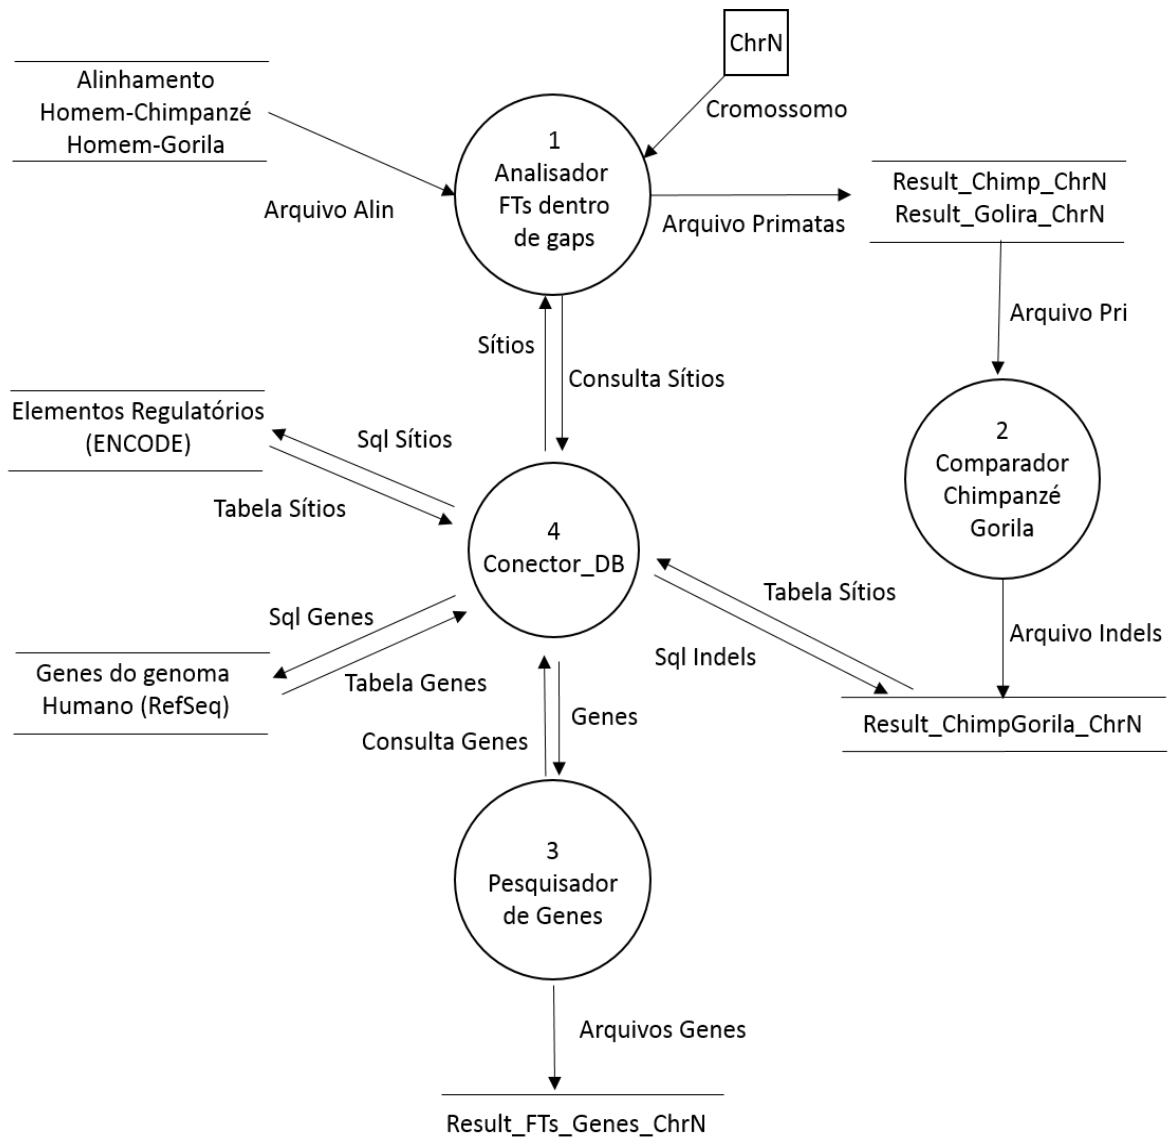 ChrN
Cromossomo
Alinhamento
Homem-Chimpanzé
Homem-Gorila
Arquivo Alin
1
Analisador
FTs dentro
de gaps
Arquivo Primatas
Result_Chimp_ChrN
Result_Golira_ChrN
Arquivo Pri
Sítios
Consulta Sítios
Elementos Regulatórios
(ENCODE)
Sql Sítios
Tabela Sítios
2
Comparador
Chimpanzé
Gorila
4
Conector_DB
Tabela Sítios
Sql Indels
Arquivo Indels
Sql Genes
Tabela Genes
Genes do genoma
Humano (RefSeq)
Result_ChimpGorila_ChrN
Genes
Consulta Genes
3
Pesquisador
de Genes
Arquivos Genes
Result_FTs_Genes_ChrN